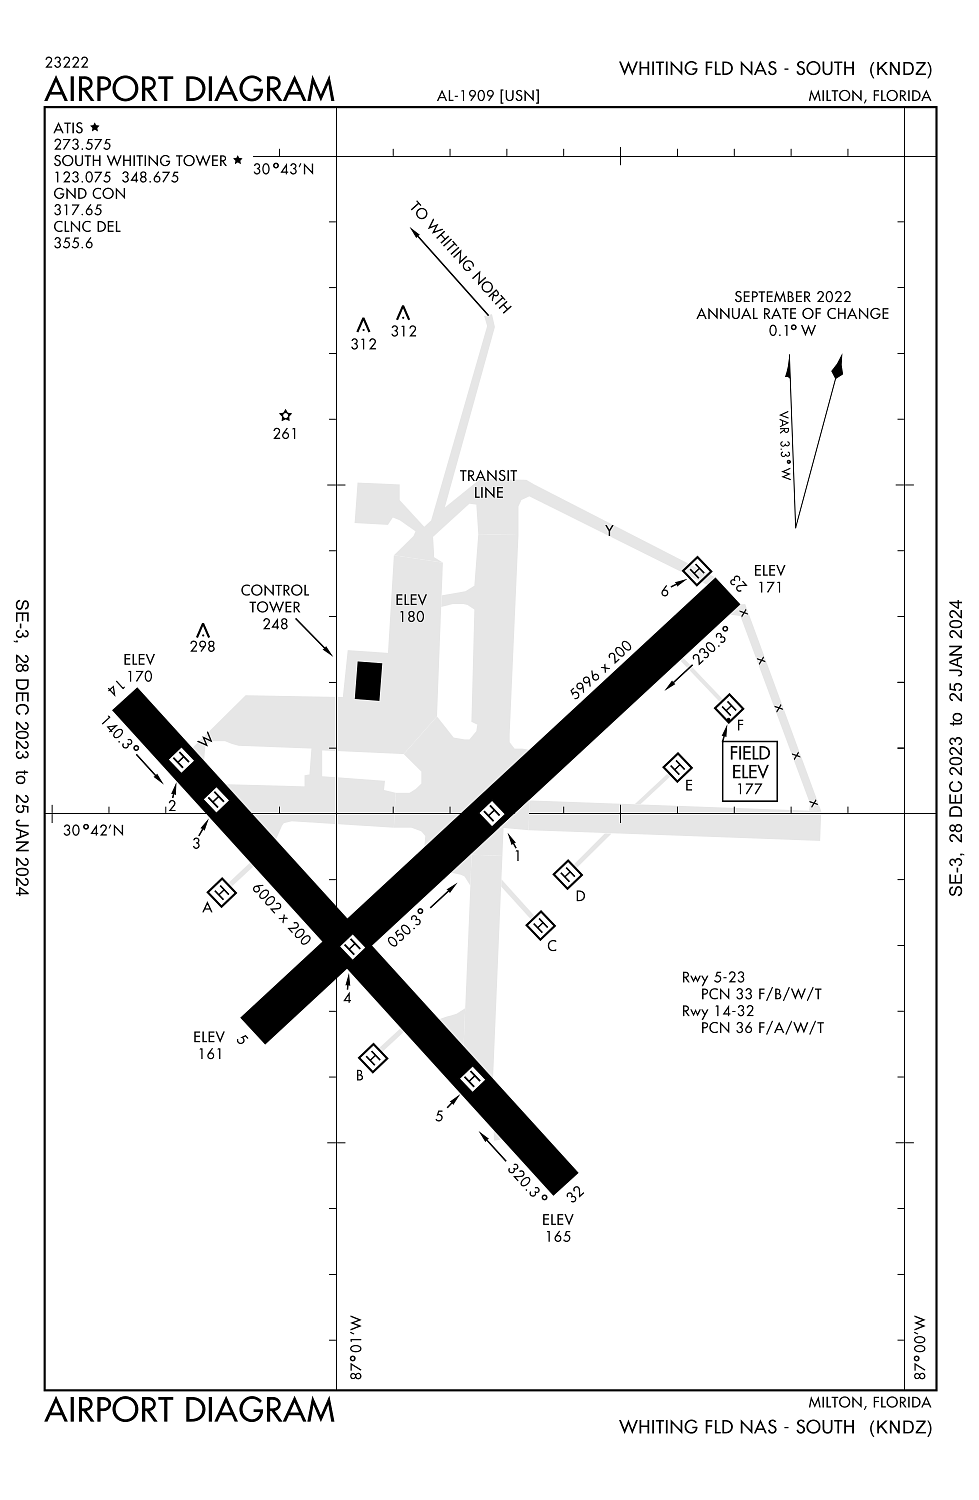 23222
AIRPORT DIAGRAM
AL-1909 [USN]
WHITING FLD NAS - SOUTH (KNDZ)
MILTON, FLORIDA
ATIS ★
273.575
SOUTH WHITING TOWER ★
123.075 348.675
GND CON
317.65
CLNC DEL
355.6
30°43'N
TO WHITING NORTH
312
312
261
SEPTEMBER 2022
ANNUAL RATE OF CHANGE
0.1° W
VAR 3.3° W
TRANSIT
LINE
Y
CONTROL
TOWER
248
ELEV
180
298
ELEV
171
23
H
6
5996 x 200
230.3°
ELEV
170
14
140.3°
W
H
2
H
3
H
F
FIELD
ELEV
177
H
E
x
x
x
x
x
30°42'N
H
1
H
A
6002 x 200
H
D
H
C
050.3°
H
4
ELEV
161
5
H
B
H
5
320.3°
32
ELEV
165
Rwy 5-23
PCN 33 F/B/W/T
Rwy 14-32
PCN 36 F/A/W/T
87°10'W
87°00'W
SE-3, 28 DEC 2023 to 25 JAN 2024
SE-3, 28 DEC 2023 to 25 JAN 2024
AIRPORT DIAGRAM
MILTON, FLORIDA
WHITING FLD NAS - SOUTH (KNDZ)